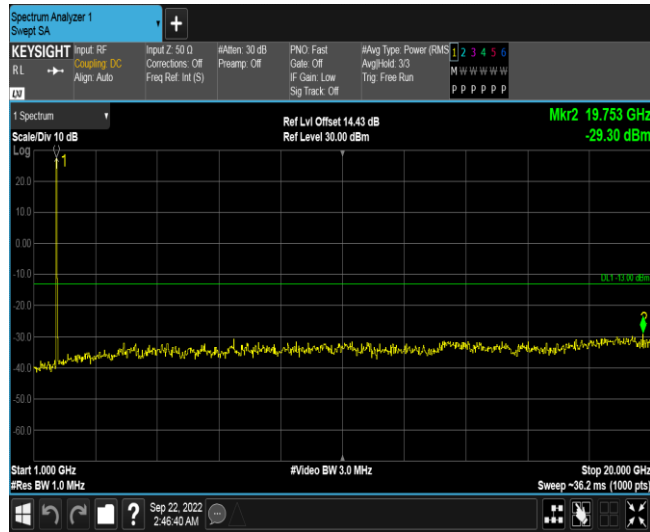 Spectrum Analyzer 1
Swept SA
KEYSIGHT
RL
LXI
Input: RF
Coupling: DC
Align: Auto
Input Z: 50 Ω
Corrections: Off
Freq Ref: Int (S)
#Atten: 30 dB
Preamp: Off
PNO: Fast
Gate: Off
IF Gain: Low
Sig Track: Off
#Avg Type: Power (RMS
Avg|Hold: 3/3
Trig: Free Run
1 2 3 4 5 6
M W W W W W
P P P P P P
1 Spectrum
Scale/Div 10 dB
Ref Lvl Offset 14.43 dB
Ref Level 30.00 dBm
Mkr2 19.753 GHz
-29.30 dBm
Log
1
20.0
10.0
0.00
-10.0
DL1 -13.00 dBm
-20.0
2
-30.0
-40.0
-50.0
-60.0
Start 1.000 GHz
#Video BW 3.0 MHz
Stop 20.000 GHz
#Res BW 1.0 MHz
Sweep ~36.2 ms (1000 pts)
?
Sep 22, 2022
2:46:40 AM